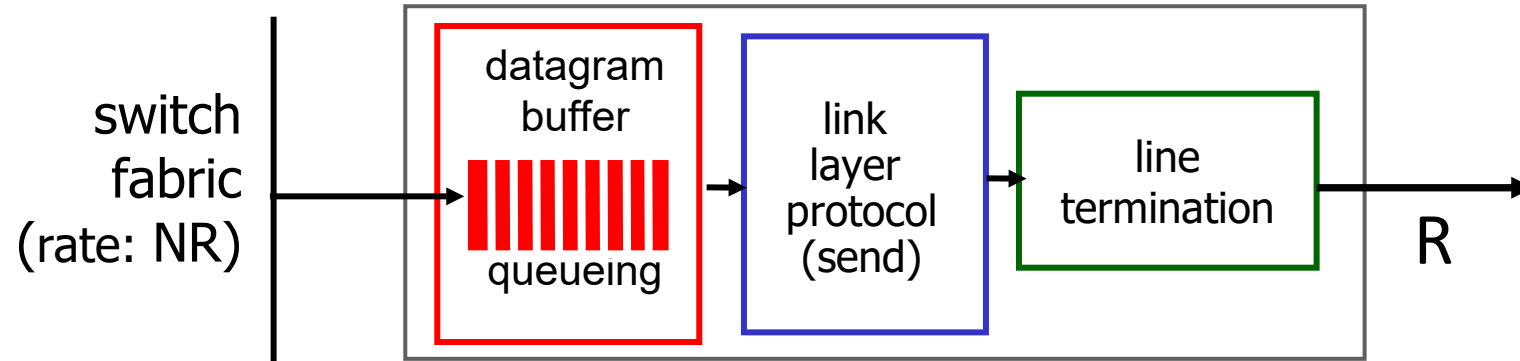 switch
fabric
(rate: NR)
datagram
buffer
queueing
link
layer
protocol
(send)
line
termination
R